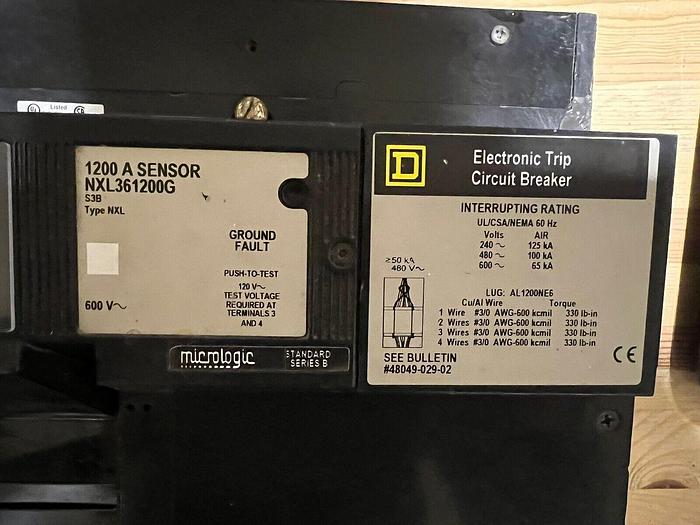 Listed
1200 A SENSOR
NXL361200G
S3B
Type NXL
GROUND
FAULT
PUSH-TO-TEST
120 V~
TEST VOLTAGE
REQUIRED AT
TERMINALS 3
AND 4
600 V~
micrologic
STANDARD
SERIES B
D
Electronic Trip
Circuit Breaker
INTERRUPTING RATING
UL/CSA/NEMA 60 Hz
Volts AIR
240 ~ 125 kA
480 ~ 100 kA
600 ~ 65 kA
≥50 kA
480 V~
LUG: AL1200NE6
Cu/Al Wire Torque
1 Wire #3/0 AWG-600 kcmil 330 lb-in
2 Wires #3/0 AWG-600 kcmil 330 lb-in
3 Wires #3/0 AWG-600 kcmil 330 lb-in
4 Wires #3/0 AWG-600 kcmil 330 lb-in
SEE BULLETIN
#48049-029-02
CE